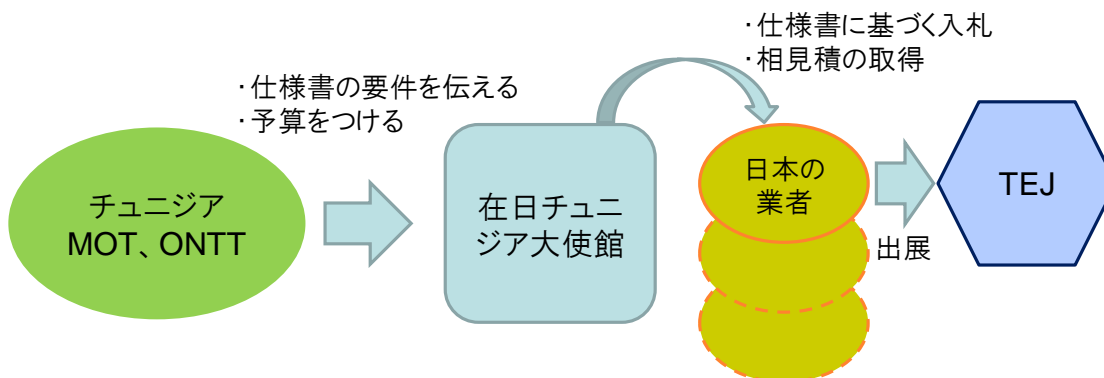 ・仕様書の要件を伝える
・予算をつける
・仕様書に基づく入札
・相見積の取得
チュニジア
MOT、ONTT
在日チュニ
ジア大使館
日本の
業者
出展
TEJ